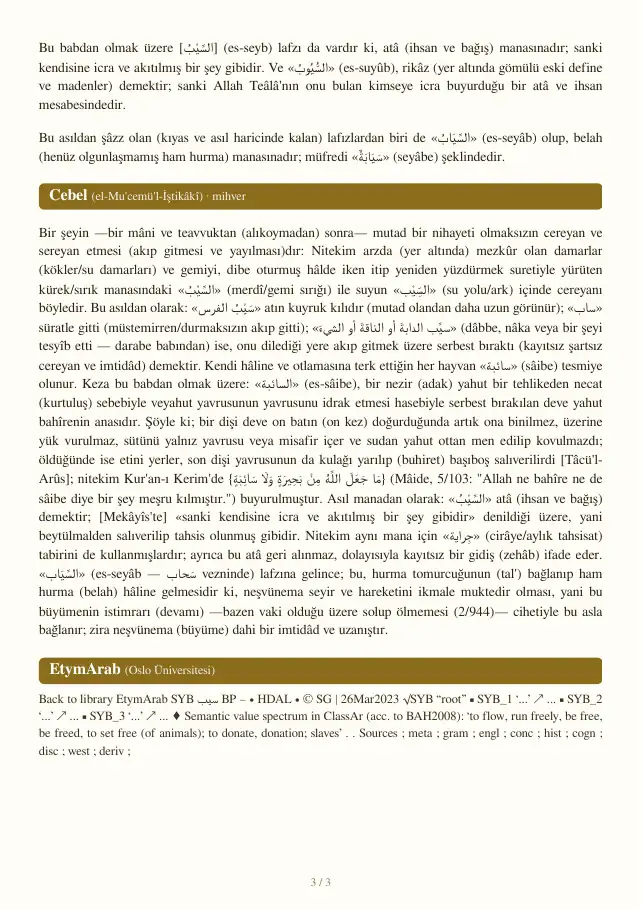 Bu babdan olmak üzere [السَّيْبُ] (es-seyb) lafzı da vardır ki, atâ (ihsan ve bağış) manasınadır; sanki
kendisine icra ve akıtılmış bir şey gibidir. Ve «السُّيُوبُ» (es-suyûb), rikâz (yer altında gömülü eski define
ve madenler) demektir; sanki Allah Teâlâ'nın onu bulan kimseye icra buyurduğu bir atâ ve ihsan
mesabesindedir.
Bu asıldan şâzz olan (kıyas ve asıl haricinde kalan) lafızlardan biri de «السَّيَابُ» (es-seyâb) olup, belah
(henüz olgunlaşmamış ham hurma) manasınadır; müfredi «سَيَابَةٌ» (seyâbe) şeklindedir.
Cebel (el-Mu'cemü'l-İştikâkî) · mihver
Bir şeyin —bir mâni ve teavvuktan (alıkoymadan) sonra— mutad bir nihayeti olmaksızın cereyan ve
sereyan etmesi (akıp gitmesi ve yayılması)dır: Nitekim arzda (yer altında) mezkûr olan damarlar
(kökler/su damarları) ve gemiyi, dibe oturmuş hâlde iken itip yeniden yüzdürmek suretiyle yürüten
kürek/sırık manasındaki «السَّيْبُ» (merdî/gemi sırığı) ile suyun «السِّيْب» (su yolu/ark) içinde cereyanı
böyledir. Bu asıldan olarak: «سَيْبُ الفرس» atın kuyruk kılıdır (mutad olandan daha uzun görünür); «ساب»
süratle gitti (müstemirren/durmaksızın akıp gitti); «سيَّب الدابةَ أو الناقةَ أو الشيءَ» (dâbbe, nâka veya bir şeyi
tesyîb etti — darabe babından) ise, onu dilediği yere akıp gitmek üzere serbest bıraktı (kayıtsız şartsız
cereyan ve imtidâd) demektir. Kendi hâline ve otlamasına terk ettiğin her hayvan «سائبة» (sâibe) tesmiye
olunur. Keza bu babdan olmak üzere: «السائبة» (es-sâibe), bir nezir (adak) yahut bir tehlikeden necat
(kurtuluş) sebebiyle veyahut yavrusunun yavrusunu idrak etmesi hasebiyle serbest bırakılan deve yahut
bahîrenin anasıdır. Şöyle ki; bir dişi deve on batın (on kez) doğurduğunda artık ona binilmez, üzerine
yük vurulmaz, sütünü yalnız yavrusu veya misafir içer ve sudan yahut ottan men edilip kovulmazdı;
öldüğünde ise etini yerler, son dişi yavrusunun da kulağı yarılıp (buhiret) başıboş salıverilirdi [Tâcü'l-
Arûs]; nitekim Kur'an-ı Kerim'de {مَا جَعَلَ اللَّهُ مِنْ بَحِيرَةٍ وَلَا سَائِبَةٍ} (Mâide, 5/103: "Allah ne bahîre ne de
sâibe diye bir şey meşru kılmıştır.") buyurulmuştur. Asıl manadan olarak: «السَّيْبُ» atâ (ihsan ve bağış)
demektir; [Mekâyîs'te] «sanki kendisine icra ve akıtılmış bir şey gibidir» denildiği üzere, yani
beytülmalden salıverilip tahsis olunmuş gibidir. Nitekim aynı mana için «جِراية» (cirâye/aylık tahsisat)
tabirini de kullanmışlardır; ayrıca bu atâ geri alınmaz, dolayısıyla kayıtsız bir gidiş (zehâb) ifade eder.
«السَّيَاب» (es-seyâb — سَحاب vezninde) lafzına gelince; bu, hurma tomurcuğunun (tal') bağlanıp ham
hurma (belah) hâline gelmesidir ki, neşvünema seyir ve hareketini ikmale muktedir olması, yani bu
büyümenin istimrarı (devamı) —bazen vaki olduğu üzere solup ölmemesi (2/944)— cihetiyle bu asla
bağlanır; zira neşvünema (büyüme) dahi bir imtidâd ve uzanıştır.
EtymArab (Oslo Üniversitesi)
Back to library EtymArab SYB سيب BP – • HDAL • © SG | 26Mar2023 √SYB “root” ▪ SYB_1 ‘...’ ↗ ... ▪ SYB_2
‘...’ ↗ ... ▪ SYB_3 ‘...’ ↗ ... ♦ Semantic value spectrum in ClassAr (acc. to BAH2008): ‘to flow, run freely, be free,
be freed, to set free (of animals); to donate, donation; slaves’ . . Sources ; meta ; gram ; engl ; conc ; hist ; cogn ;
disc ; west ; deriv ;
3 / 3